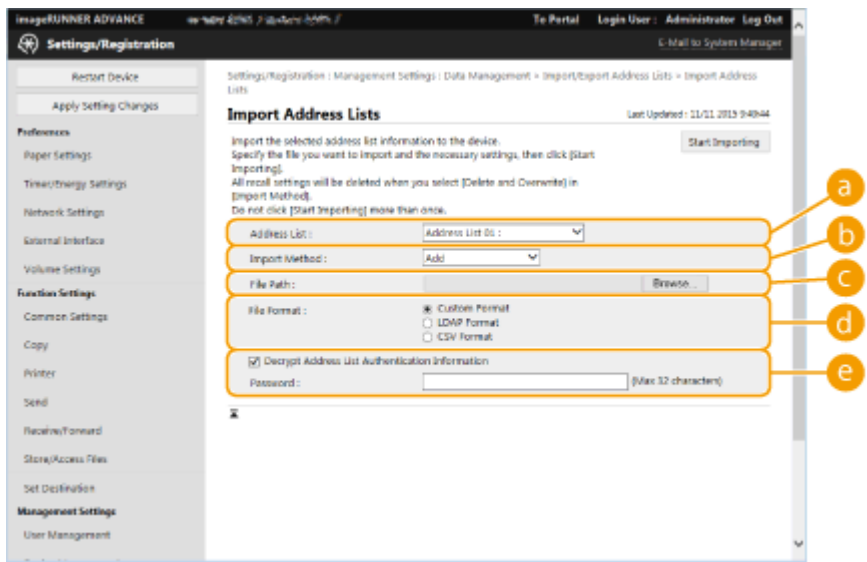 imageRUNNER ADVANCE
To Portal Login User : Administrator Log Out
Settings/Registration
E-Mail to System Manager
Restart Device
Apply Setting Changes
Preferences
Paper Settings
Timer/Energy Settings
Network Settings
External Interface
Volume Settings
Function Settings
Common Settings
Copy
Printer
Send
Receive/Forward
Store/Access Files
Set Destination
Management Settings
User Management
Settings/Registration : Management Settings : Data Management > Import/Export Address Lists > Import Address
Lists
Import Address Lists
Last Updated : 11/11 2015 9:40:44
Import the selected address list information to the device.
Specify the file you want to import and the necessary settings, then click [Start
Importing].
All recall settings will be deleted when you select [Delete and Overwrite] in
[Import Method].
Do not click [Start Importing] more than once.
Start Importing
Address List :
Address List 01 :
a
Import Method :
Add
b
File Path :
Browse...
c
File Format :
Custom Format
LDAP Format
CSV Format
d
Decrypt Address List Authentication Information
Password :
(Max 32 characters)
e